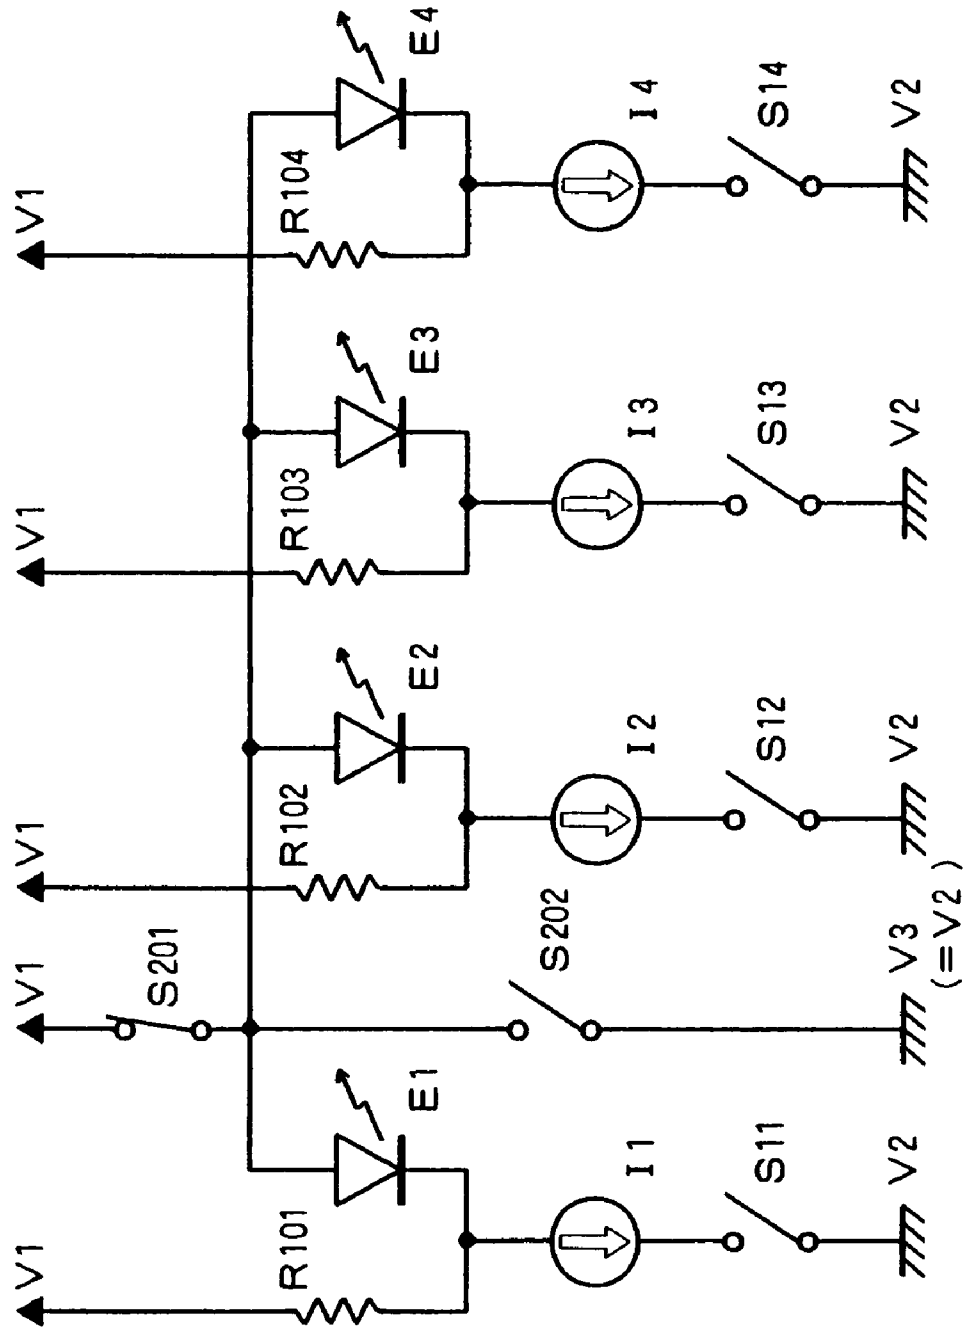 V1
V1
V1
V1
V1
S201
R101
R102
R103
R104
E1
E2
E3
E4
S202
I1
I2
I3
I4
S11
S12
S13
S14
V2
V3
(=V2)
V2
V2
V2